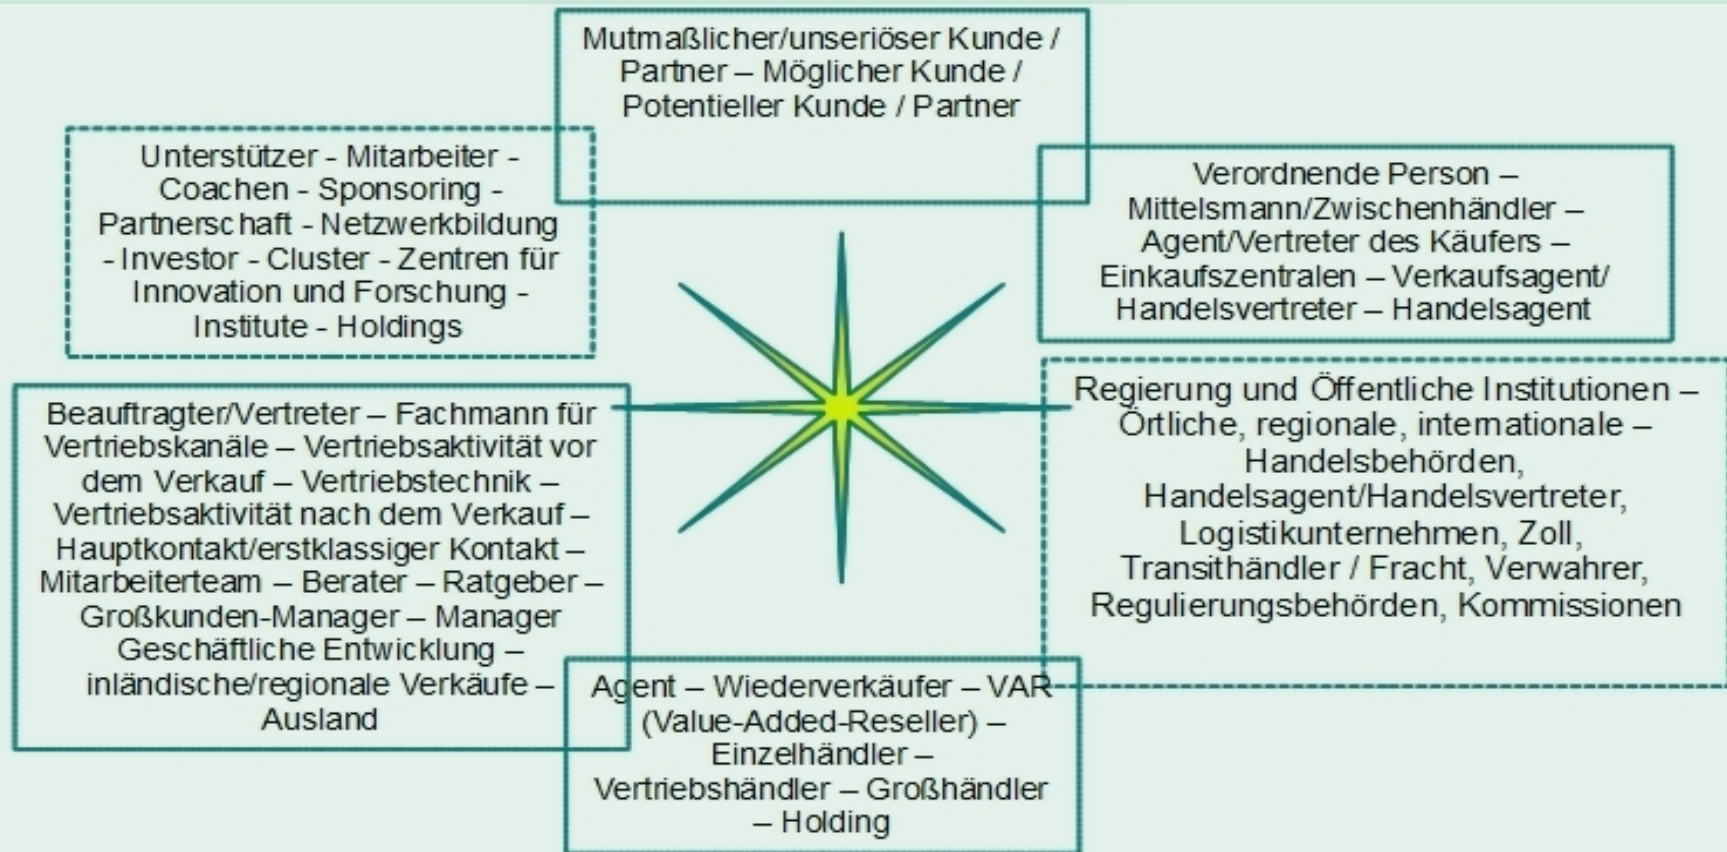 Mutmaßlicher/unseriöser Kunde /
Partner – Möglicher Kunde /
Potentieller Kunde / Partner
Unterstützer - Mitarbeiter -
Coachen - Sponsoring -
Partnerschaft - Netzwerkbildung
- Investor - Cluster - Zentren für
Innovation und Forschung -
Institute - Holdings
Verordnende Person –
Mittelsmann/Zwischenhändler –
Agent/Vertreter des Käufers –
Einkaufszentralen – Verkaufsagent/
Handelsvertreter – Handelsagent
Beauftragter/Vertreter – Fachmann für
Vertriebskanäle – Vertriebsaktivität vor
dem Verkauf – Vertriebstechnik –
Vertriebsaktivität nach dem Verkauf –
Hauptkontakt/erstklassiger Kontakt –
Mitarbeiterteam – Berater – Ratgeber –
Großkunden-Manager – Manager
Geschäftliche Entwicklung –
inländische/regionale Verkäufe –
Ausland
Regierung und Öffentliche Institutionen –
Örtliche, regionale, internationale –
Handelsbehörden,
Handelsagent/Handelsvertreter,
Logistikunternehmen, Zoll,
Transithändler / Fracht, Verwahrer,
Regulierungsbehörden, Kommissionen
Agent – Wiederverkäufer – VAR
(Value-Added-Reseller) –
Einzelhändler –
Vertriebshändler – Großhändler
– Holding